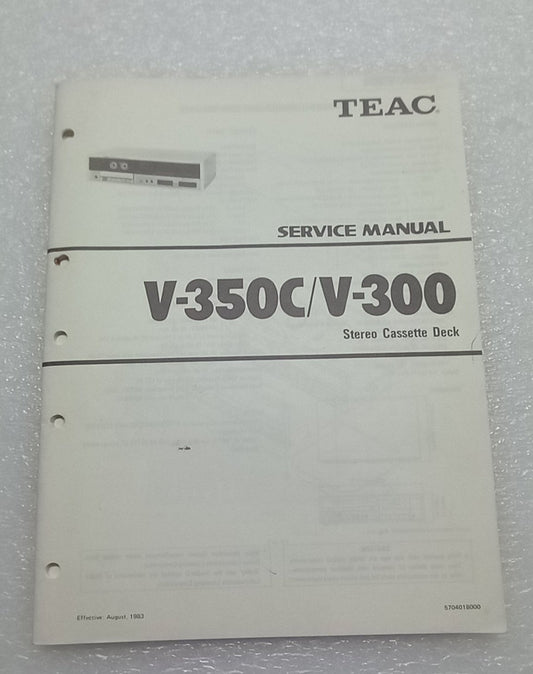 TEAC
SERVICE MANUAL
V-350C/V-300
Stereo Cassette Deck
Effective: August, 1983
5704018000